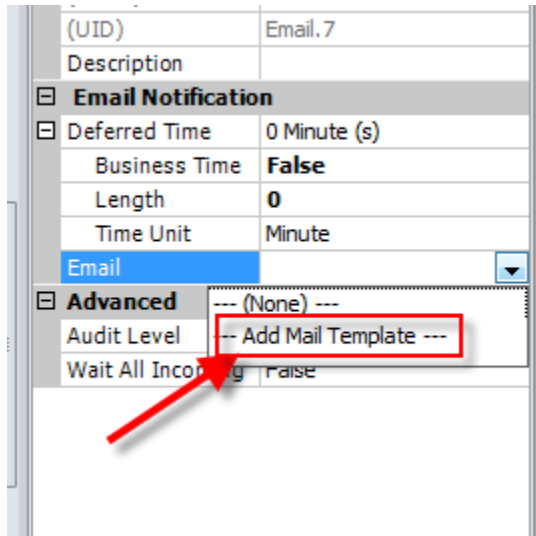 (UID) Email.7
Description
Email Notification
Deferred Time 0 Minute (s)
Business Time False
Length 0
Time Unit Minute
Email
Advanced --- (None) ---
Audit Level --- Add Mail Template ---
Wait All Incoming False